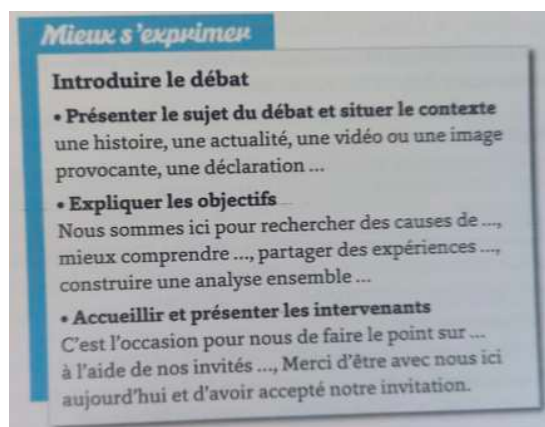 Mieux s'exprimer
Introduire le débat
• Présenter le sujet du débat et situer le contexte
une histoire, une actualité, une vidéo ou une image
provocante, une déclaration ...
• Expliquer les objectifs
Nous sommes ici pour rechercher des causes de ...,
mieux comprendre ..., partager des expériences ...,
construire une analyse ensemble ...
• Accueillir et présenter les intervenants
C'est l'occasion pour nous de faire le point sur ...
à l'aide de nos invités ..., Merci d'être avec nous ici
aujourd'hui et d'avoir accepté notre invitation.